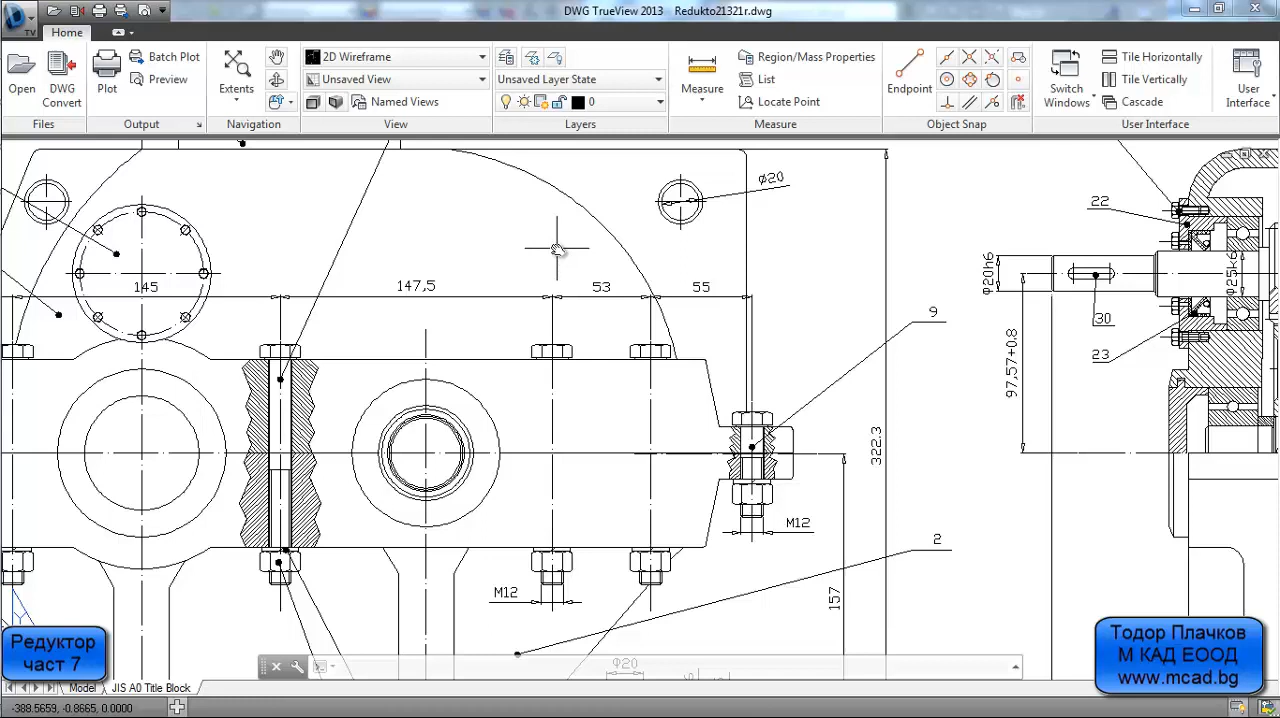 DWG TrueView 2013    Redukto21321r.dwg
TV
Home
Open
DWG
Convert
Files
Plot
Batch Plot
Preview
Output
Extents
Navigation
2D Wireframe
Unsaved View
Named Views
View
Unsaved Layer State
0
Layers
Measure
Region/Mass Properties
List
Locate Point
Measure
Endpoint
Object Snap
Switch
Windows
Tile Horizontally
Tile Vertically
Cascade
User
Interface
User Interface
Ø20
145
147,5
53
55
9
322.3
M12
M12
2
157
Φ20
22
Φ20h6
Φ25k6
30
23
97.57+0.8
Редуктор
част 7
Тодор Плачков
М КАД ЕООД
www.mcad.bg
Model
JIS A0 Title Block
-388.5659, -0.8665, 0.0000